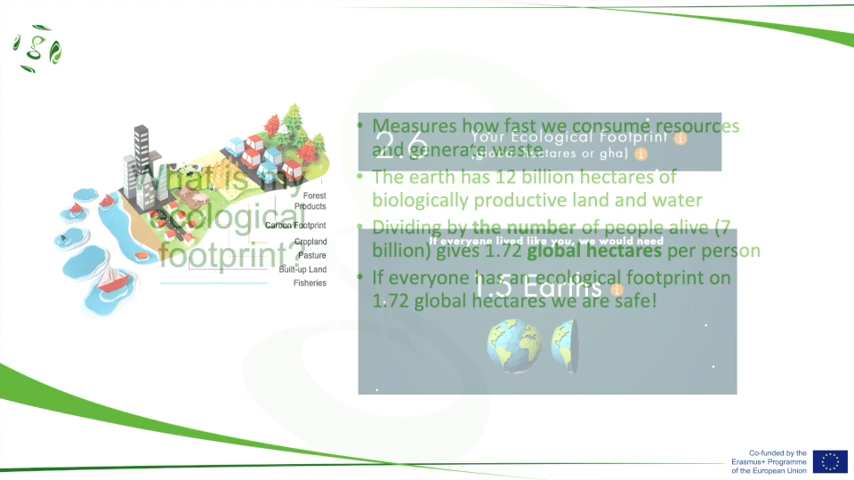 What is my
ecological
footprint?
Forest
Products
Carbon Footprint
Cropland
Pasture
Built-up Land
Fisheries
• Measures how fast we consume resources
and generate waste
• The earth has 12 billion hectares of
biologically productive land and water
• Dividing by the number of people alive (7
billion) gives 1.72 global hectares per person
• If everyone has an ecological footprint on
1.72 global hectares we are safe!
2.6
Your Ecological Footprint
(global hectares or gha)
If everyone lived like you, we would need
1.5 Earths
Co-funded by the
Erasmus+ Programme
of the European Union